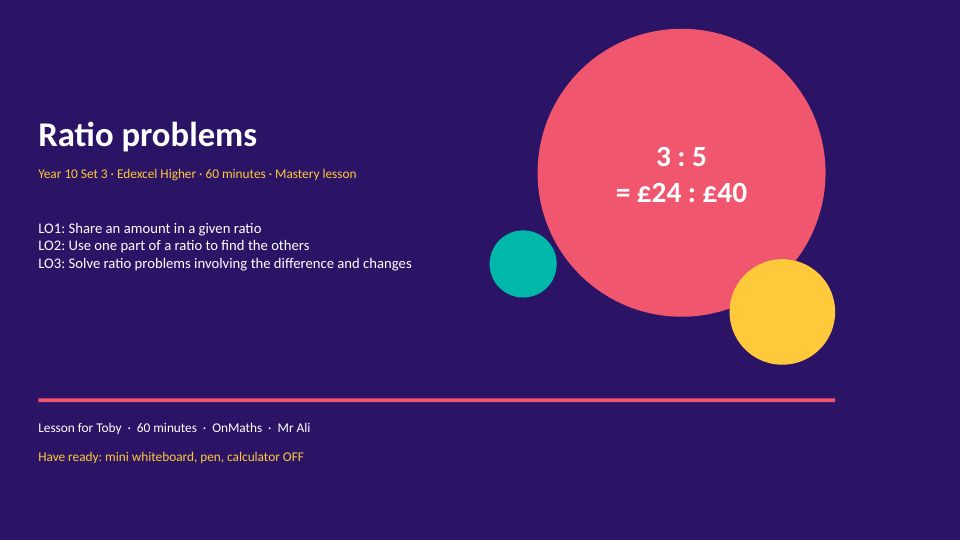 Ratio problems
Year 10 Set 3 · Edexcel Higher · 60 minutes · Mastery lesson
LO1: Share an amount in a given ratio
LO2: Use one part of a ratio to find the others
LO3: Solve ratio problems involving the difference and changes
3 : 5
= £24 : £40
Lesson for Toby · 60 minutes · OnMaths · Mr Ali
Have ready: mini whiteboard, pen, calculator OFF